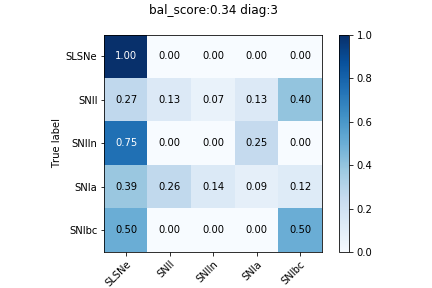 bal_score:0.34 diag:3
True label
SLSNe 1.00 0.00 0.00 0.00 0.00
SNII 0.27 0.13 0.07 0.13 0.40
SNIIn 0.75 0.00 0.00 0.25 0.00
SNIa 0.39 0.26 0.14 0.09 0.12
SNIbc 0.50 0.00 0.00 0.00 0.50
SLSNe SNII SNIIn SNIa SNIbc
1.0
0.8
0.6
0.4
0.2
0.0